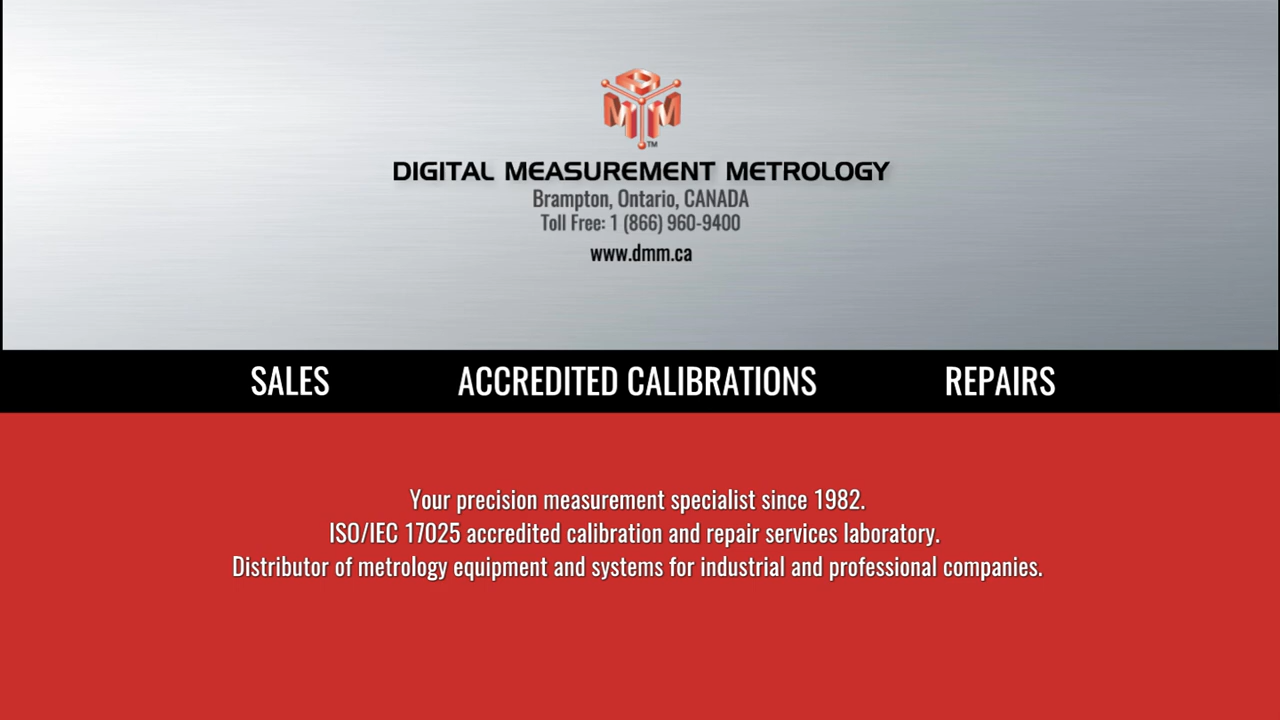 DMM
TM
DIGITAL MEASUREMENT METROLOGY
Brampton, Ontario, CANADA
Toll Free: 1 (866) 960-9400
www.dmm.ca
SALES ACCREDITED CALIBRATIONS REPAIRS
Your precision measurement specialist since 1982.
ISO/IEC 17025 accredited calibration and repair services laboratory.
Distributor of metrology equipment and systems for industrial and professional companies.